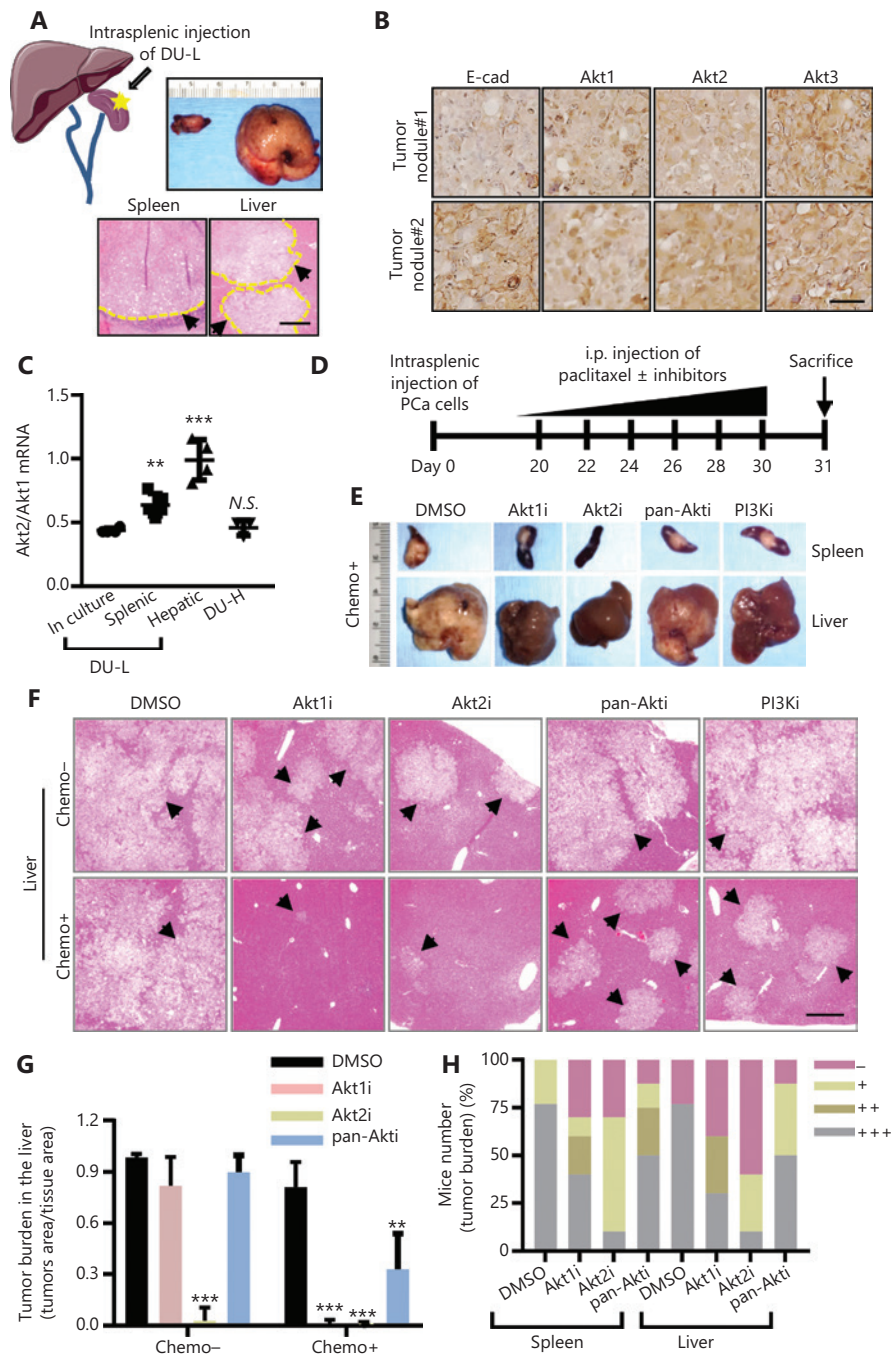 A
Intrasplenic injection
of DU-L
Spleen
Liver
B
E-cad
Akt1
Akt2
Akt3
Tumor
nodule#1
Tumor
nodule#2
C
Akt2/Akt1 mRNA
1.5
1.0
0.5
0.0
**
***
N.S.
In culture
Splenic
Hepatic
DU-H
DU-L
D
Intrasplenic
injection of
PCa cells
i.p. injection of
paclitaxel ± inhibitors
Sacrifice
Day 0
20
22
24
26
28
30
31
E
DMSO
Akt1i
Akt2i
pan-Akti
PI3Ki
Chemo+
Spleen
Liver
F
DMSO
Akt1i
Akt2i
pan-Akti
PI3Ki
Liver
Chemo–
Chemo+
G
DMSO
Akt1i
Akt2i
pan-Akti
Tumor burden in the liver
(tumors area/tissue area)
1.2
0.9
0.6
0.3
0.0
***
***
***
**
Chemo–
Chemo+
H
Mice number
(tumor burden) (%)
100
75
50
25
0
–
+
++
+++
DMSO
Akt1i
Akt2i
pan-Akti
DMSO
Akt1i
Akt2i
pan-Akti
Spleen
Liver